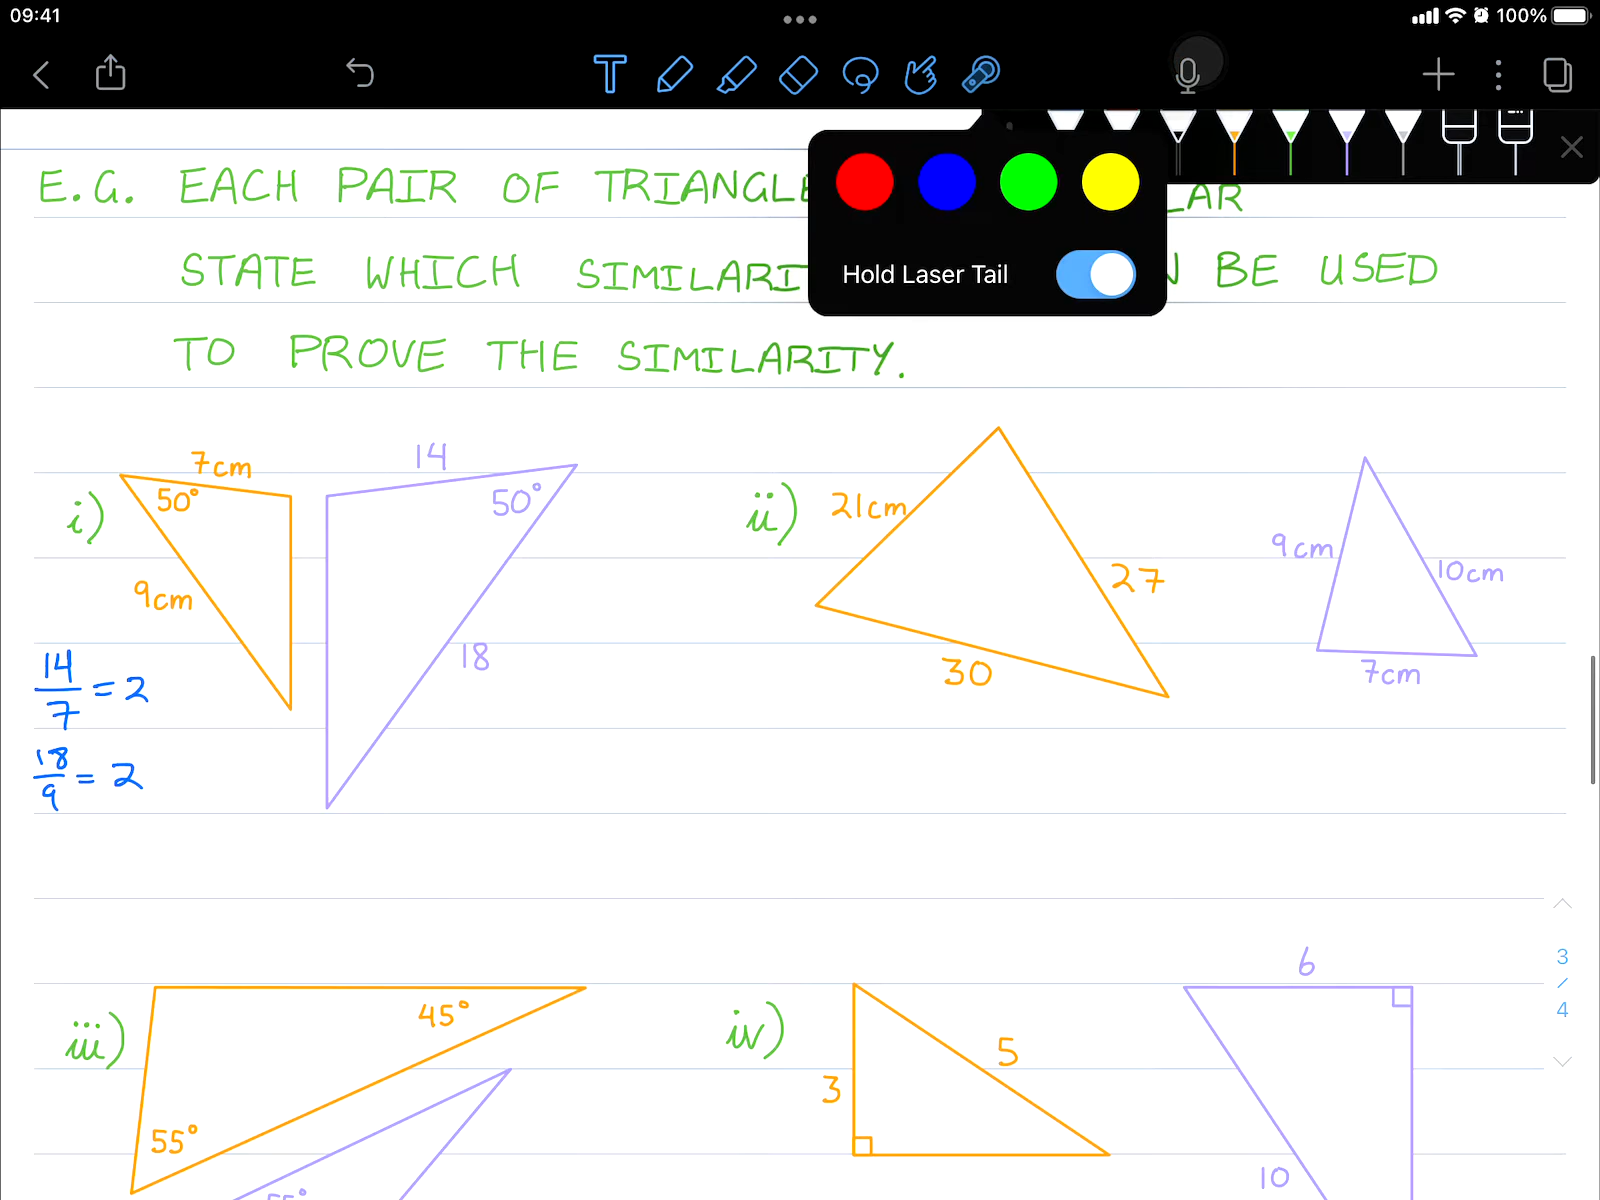 09:41
100%
E.G. EACH PAIR OF TRIANGLE
LAR
Hold Laser Tail
STATE WHICH SIMILARI
N BE USED
TO PROVE THE SIMILARITY.
i)
7cm
50°
9cm
14
50°
18
14/7 = 2
18/9 = 2
ii)
21cm
27
30
9cm
10cm
7cm
iii)
45°
55°
55°
iv)
3
5
6
10
3
/
4